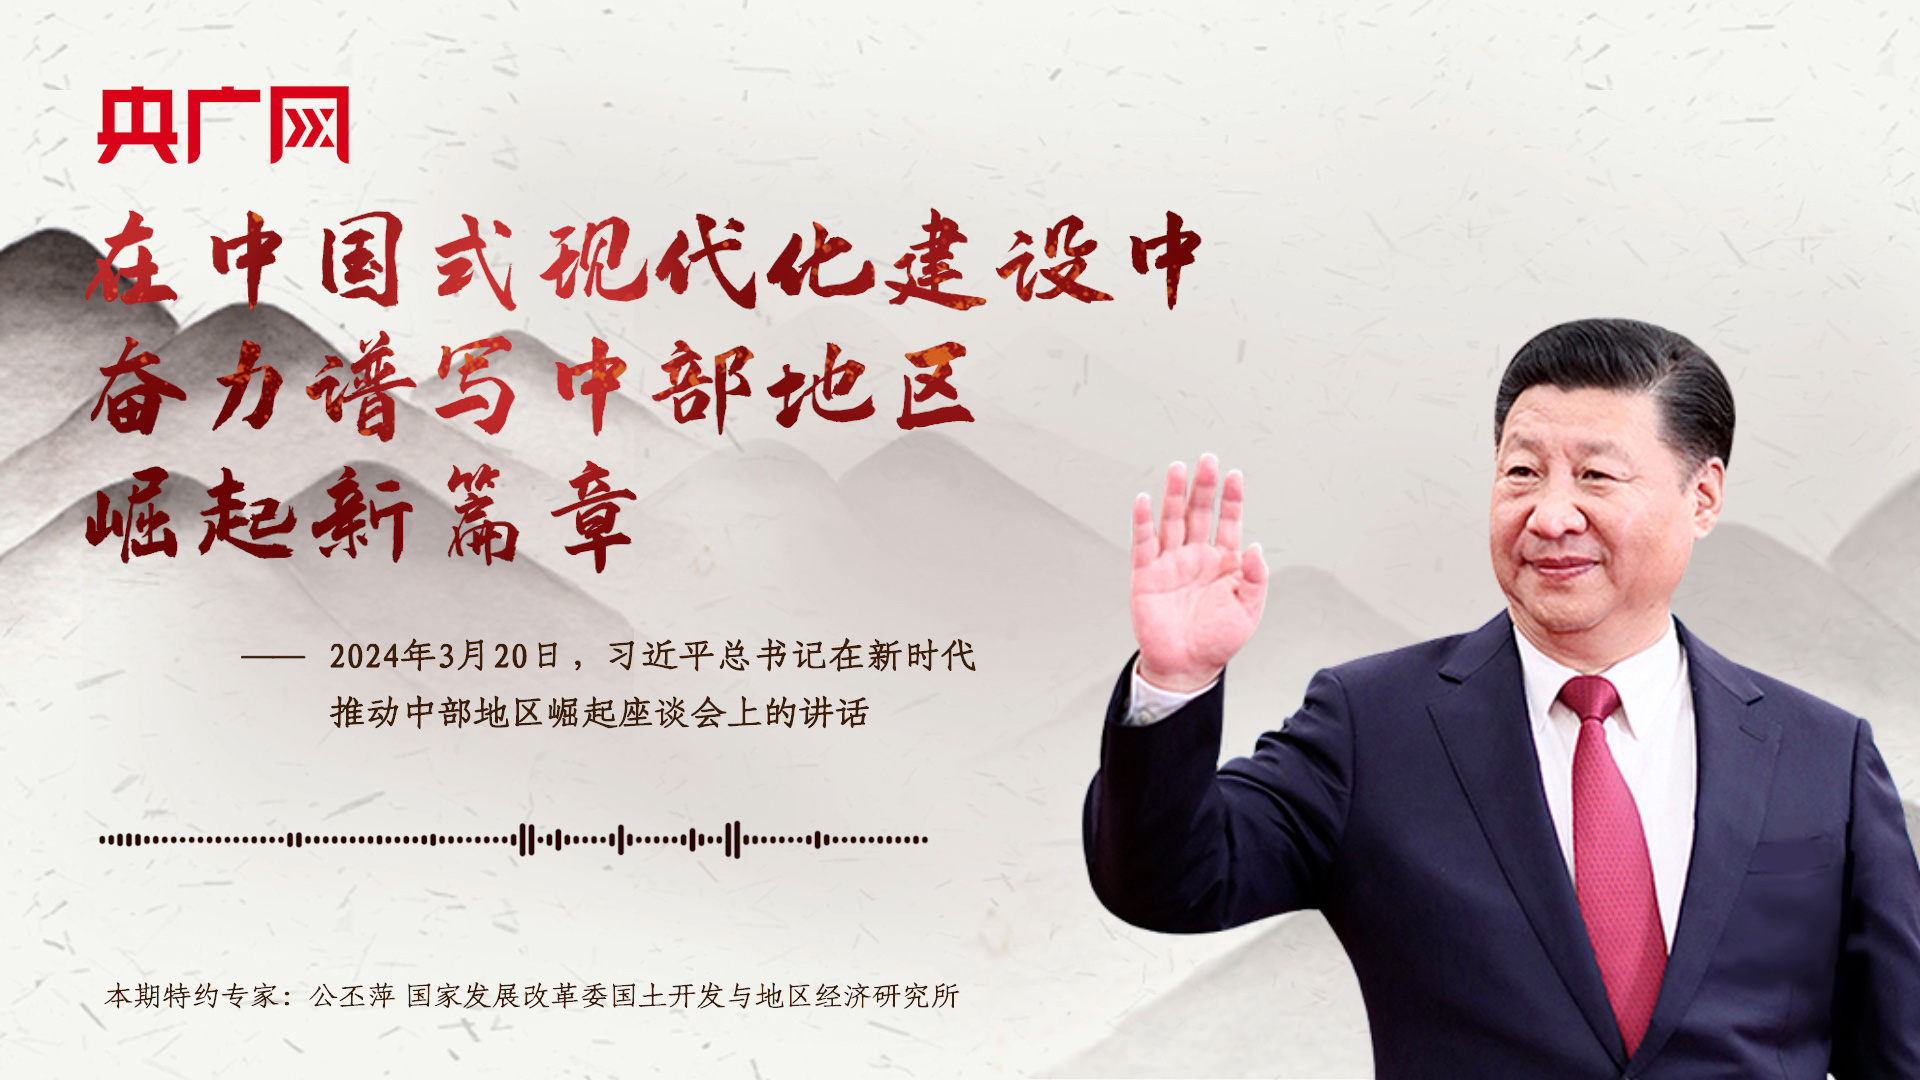 央广网
在中国式现代化建设中
奋力谱写中部地区
崛起新篇章
—— 2024年3月20日，习近平总书记在新时代
推动中部地区崛起座谈会上的讲话
本期特约专家：公丕萍 国家发展改革委国土开发与地区经济研究所